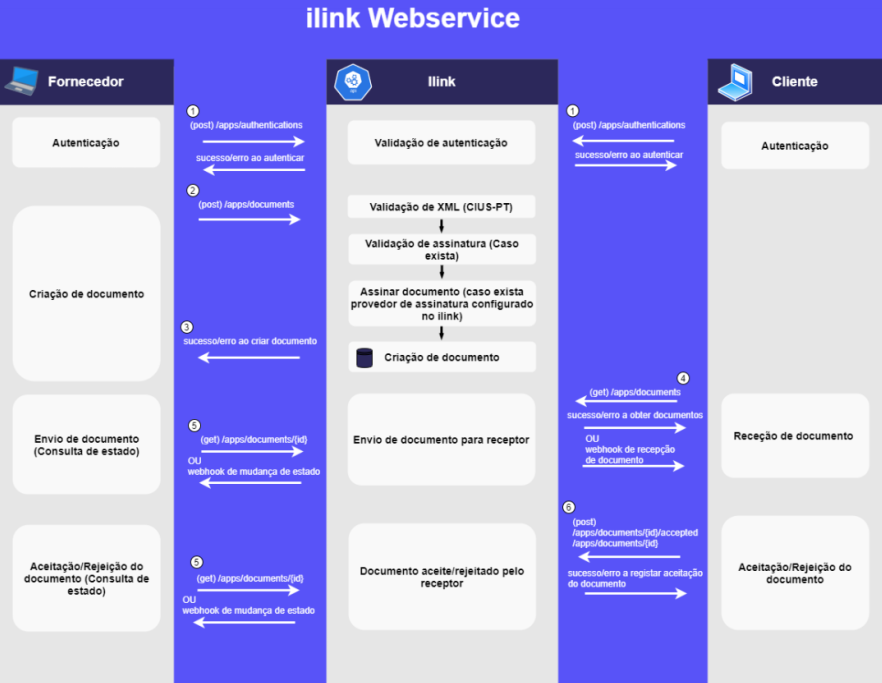 ilink Webservice
Fornecedor
Ilink
Cliente
Autenticação
1
(post) /apps/authentications
sucesso/erro ao autenticar
Validação de autenticação
1
(post) /apps/authentications
sucesso/erro ao autenticar
Autenticação
Criação de documento
2
(post) /apps/documents
Validação de XML (CIUS-PT)
Validação de assinatura (Caso
exista)
Assinar documento (caso exista
provedor de assinatura configurado
no ilink)
3
sucesso/erro ao criar documento
Criação de documento
Envio de documento
(Consulta de estado)
5
(get) /apps/documents/{id}
OU
webhook de mudança de estado
Envio de documento para receptor
4
(get) /apps/documents
sucesso/erro a obter documentos
OU
webhook de recepção
de documento
Receção de documento
Aceitação/Rejeição do
documento (Consulta de
estado)
5
(get) /apps/documents/{id}
OU
webhook de mudança de estado
Documento aceite/rejeitado pelo
receptor
6
(post)
/apps/documents/{id}/accepted
/apps/documents/{id}
sucesso/erro a registar aceitação
do documento
Aceitação/Rejeição do
documento